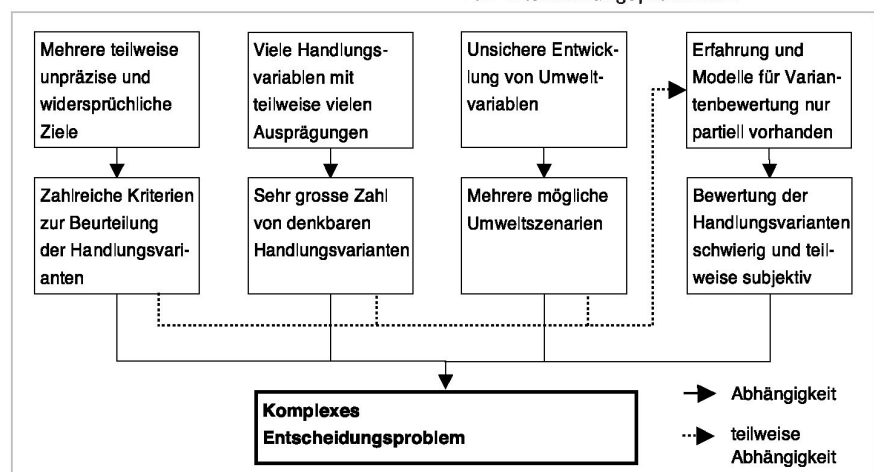 Mehrere teilweise
unpräzise und
widersprüchliche
Ziele
Viele Handlungs-
variablen mit
teilweise vielen
Ausprägungen
Unsichere Entwick-
lung von Umwelt-
variablen
Erfahrung und
Modelle für Varian-
tenbewertung nur
partiell vorhanden
Zahlreiche Kriterien
zur Beurteilung
der Handlungsvari-
anten
Sehr grosse Zahl
von denkbaren
Handlungsvarianten
Mehrere mögliche
Umweltszenarien
Bewertung der
Handlungsvarianten
schwierig und teil-
weise subjektiv
Komplexes
Entscheidungsproblem
Abhängigkeit
teilweise
Abhängigkeit